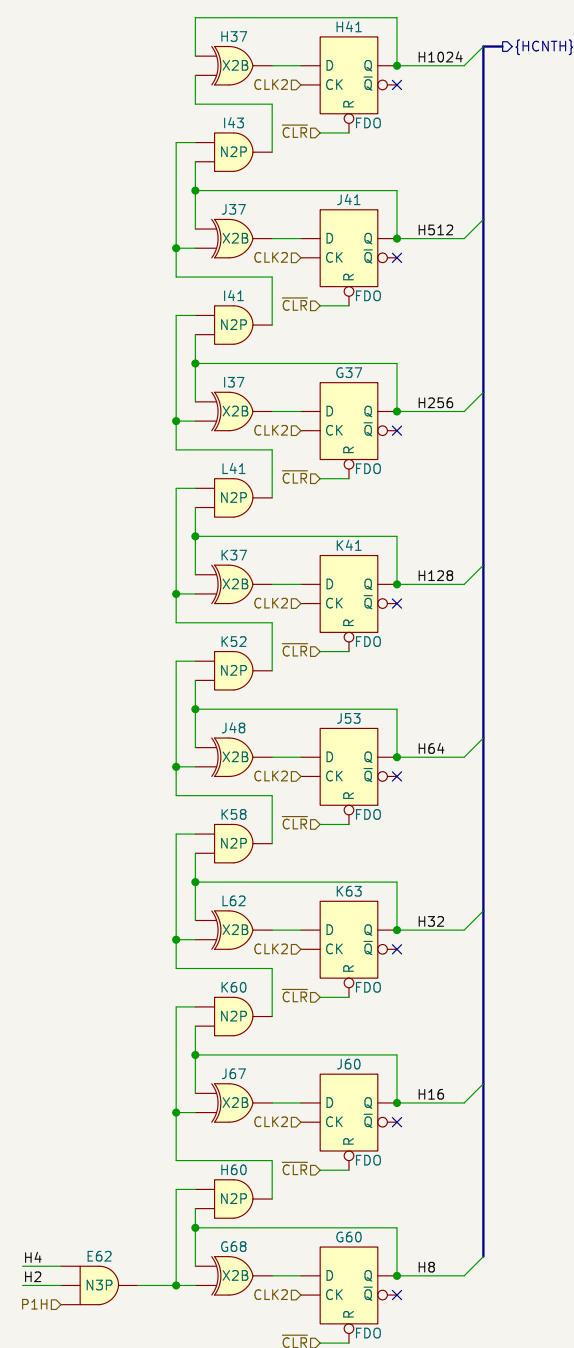 H37
H41
X2B
D
Q
H1024
{HCNTH}
CLK2
CK
Q
R
CLR
FDO
I43
N2P
J37
J41
X2B
D
Q
H512
CLK2
CK
Q
R
CLR
FDO
I41
N2P
I37
G37
X2B
D
Q
H256
CLK2
CK
Q
R
CLR
FDO
L41
N2P
K37
K41
X2B
D
Q
H128
CLK2
CK
Q
R
CLR
FDO
K52
N2P
J48
J53
X2B
D
Q
H64
CLK2
CK
Q
R
CLR
FDO
K58
N2P
L62
K63
X2B
D
Q
H32
CLK2
CK
Q
R
CLR
FDO
K60
N2P
J67
J60
X2B
D
Q
H16
CLK2
CK
Q
R
CLR
FDO
H60
N2P
G68
G60
X2B
D
Q
H8
CLK2
CK
Q
R
CLR
FDO
E62
H4
H2
N3P
P1H